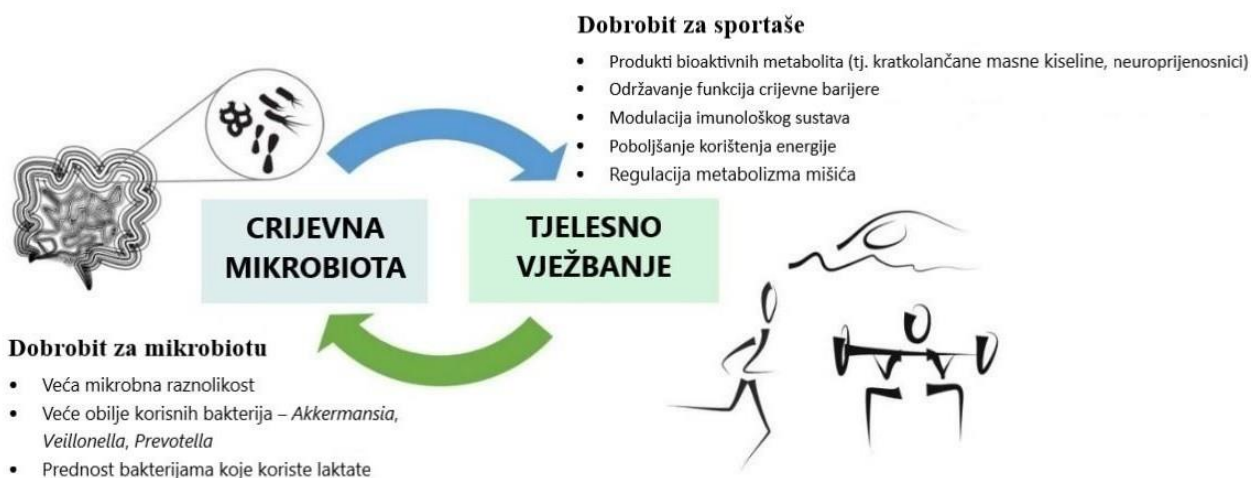 Dobrobit za sportaše
• Produkti bioaktivnih metabolita (tj. kratkolančane masne kiseline, neuroprijenosnici)
• Održavanje funkcija crijevne barijere
• Modulacija imunološkog sustava
• Poboljšanje korištenja energije
• Regulacija metabolizma mišića
CRIJEVNA
MIKROBIOTA
TJELESNO
VJEŽBANJE
Dobrobit za mikrobiotu
• Veća mikrobna raznolikost
• Veće obilje korisnih bakterija – Akkermansia,
Veillonella, Prevotella
• Prednost bakterijama koje koriste laktate